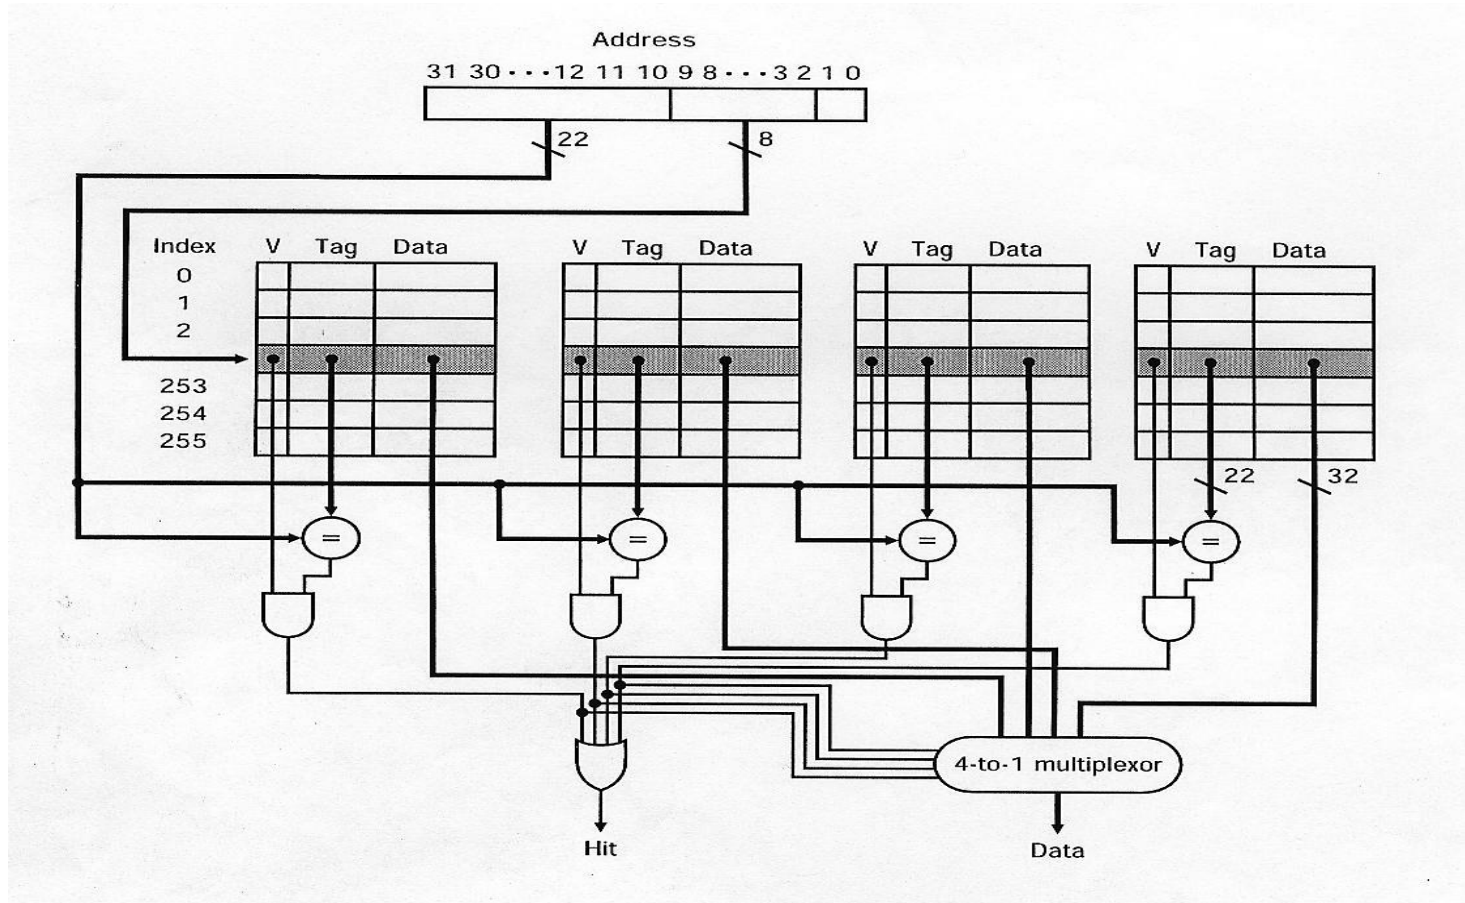 Address
31 30 · · · 12 11 10 9 8 · · · 3 2 1 0
22
8
Index
V Tag Data
V Tag Data
V Tag Data
V Tag Data
0
1
2
253
254
255
22
32
=
=
=
=
4-to-1 multiplexor
Hit
Data